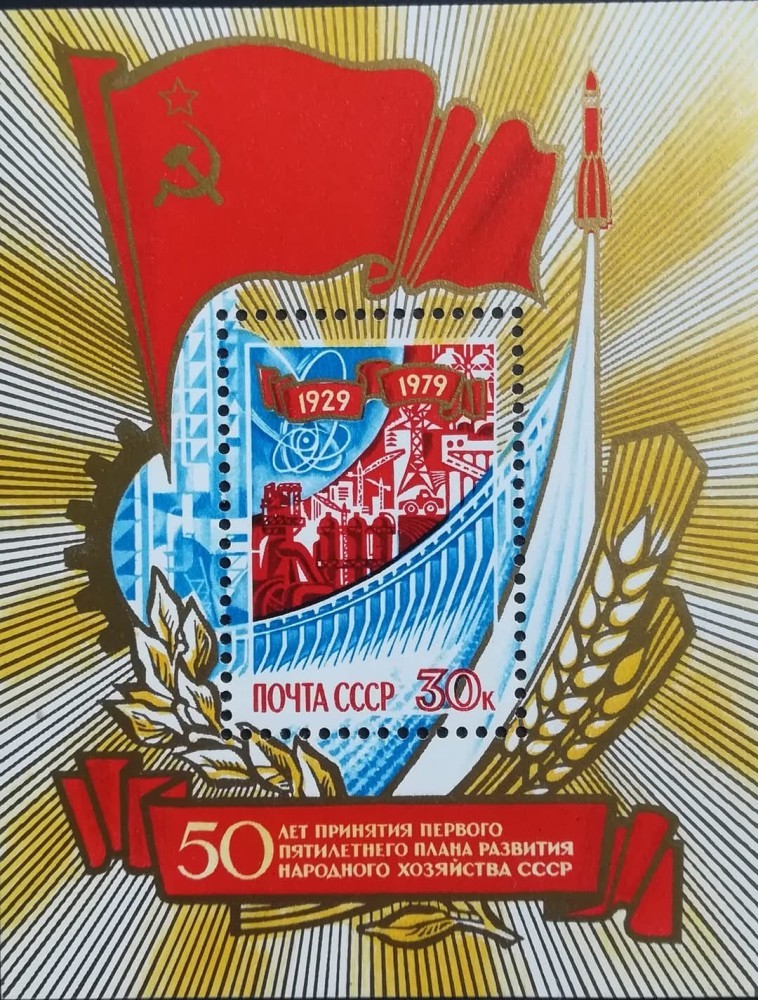 1929 1979
ПОЧТА СССР 30к
50 ЛЕТ ПРИНЯТИЯ ПЕРВОГО
ПЯТИЛЕТНЕГО ПЛАНА РАЗВИТИЯ
НАРОДНОГО ХОЗЯЙСТВА СССР